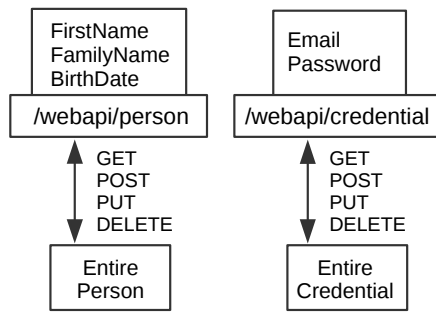 FirstName
FamilyName
BirthDate
/webapi/person
GET
POST
PUT
DELETE
Entire
Person
Email
Password
/webapi/credential
GET
POST
PUT
DELETE
Entire
Credential